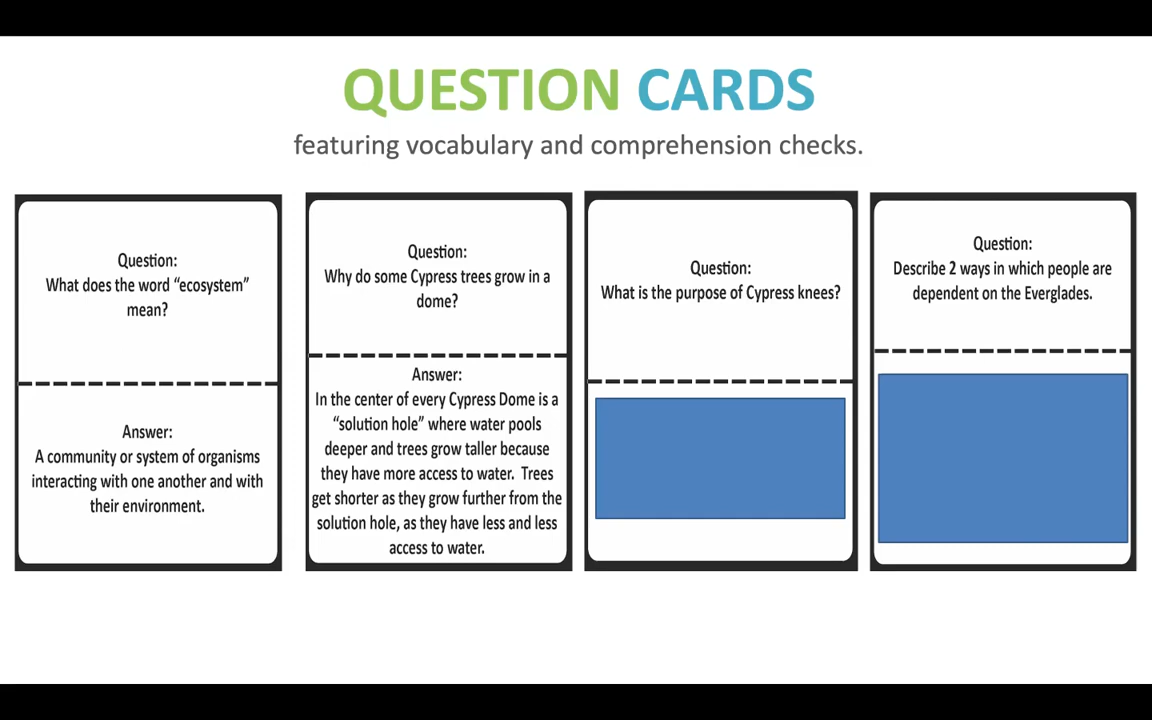 QUESTION CARDS
featuring vocabulary and comprehension checks.
Question:
What does the word “ecosystem”
mean?
Answer:
A community or system of organisms
interacting with one another and with
their environment.
Question:
Why do some Cypress trees grow in a
dome?
Answer:
In the center of every Cypress Dome is a
“solution hole” where water pools
deeper and trees grow taller because
they have more access to water. Trees
get shorter as they grow further from the
solution hole, as they have less and less
access to water.
Question:
What is the purpose of Cypress knees?
Question:
Describe 2 ways in which people are
dependent on the Everglades.